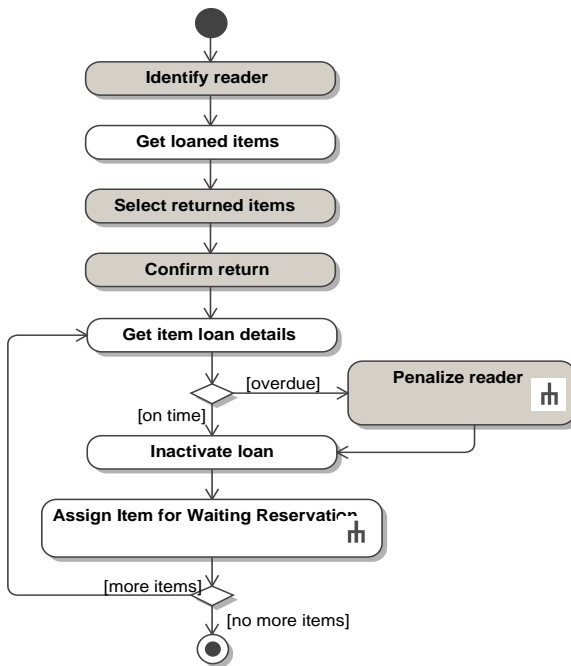 Identify reader
Get loaned items
Select returned items
Confirm return
Get item loan details
[overdue]
Penalize reader
[on time]
Inactivate loan
Assign Item for Waiting Reservation
[more items]
[no more items]